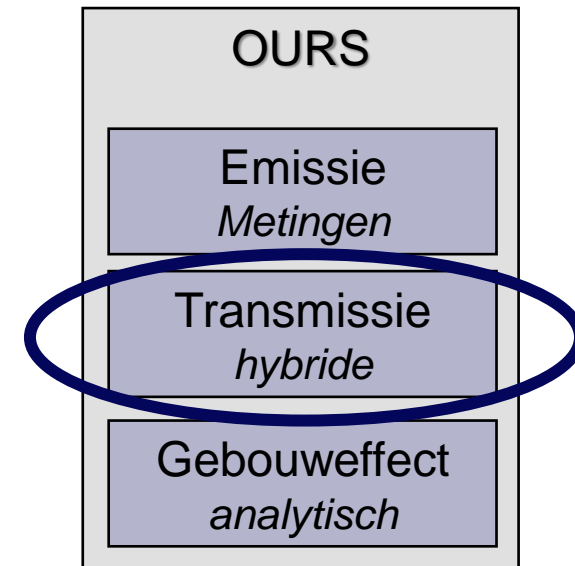 OURS
Emissie
Metingen
Transmissie
hybride
Gebouweffect
analytisch